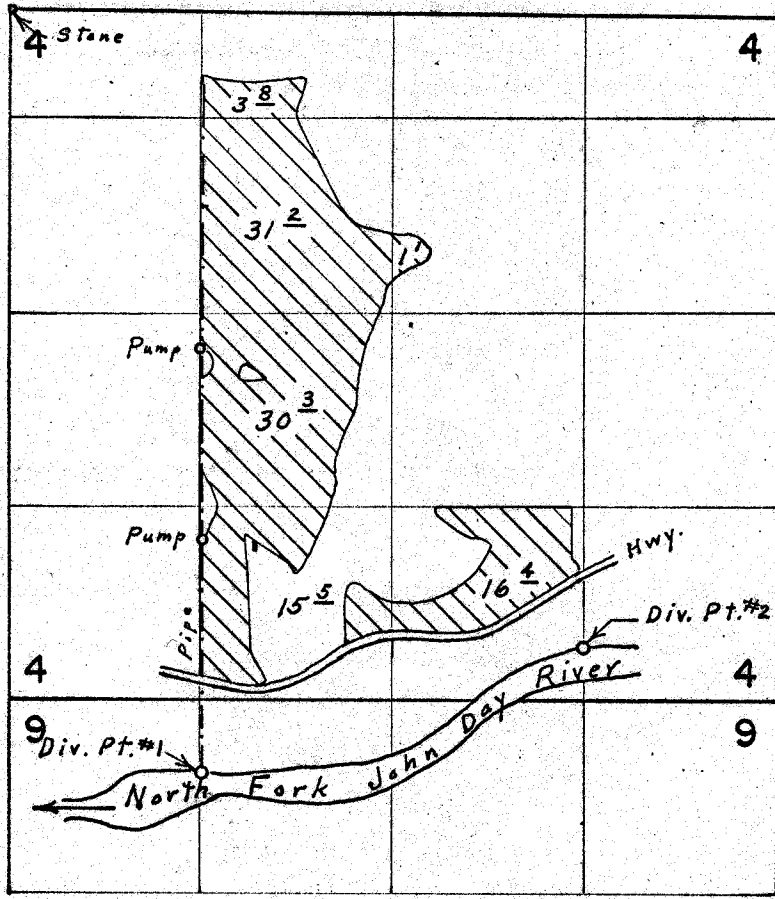 Stone
4 4
3 8
31 2
1 1
Pump
30 3
Pump
Hwy.
15 5
16 4
Pipe
Div. Pt. #2
4 4
9 9
Div. Pt. #1
North Fork John Day River